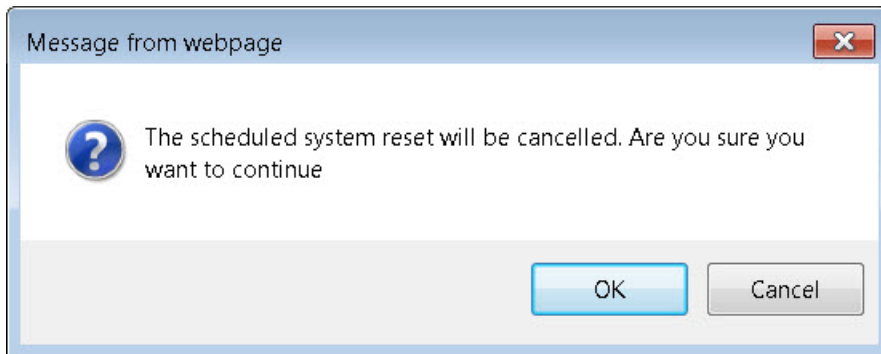 Message from webpage
The scheduled system reset will be cancelled. Are you sure you
want to continue
OK
Cancel